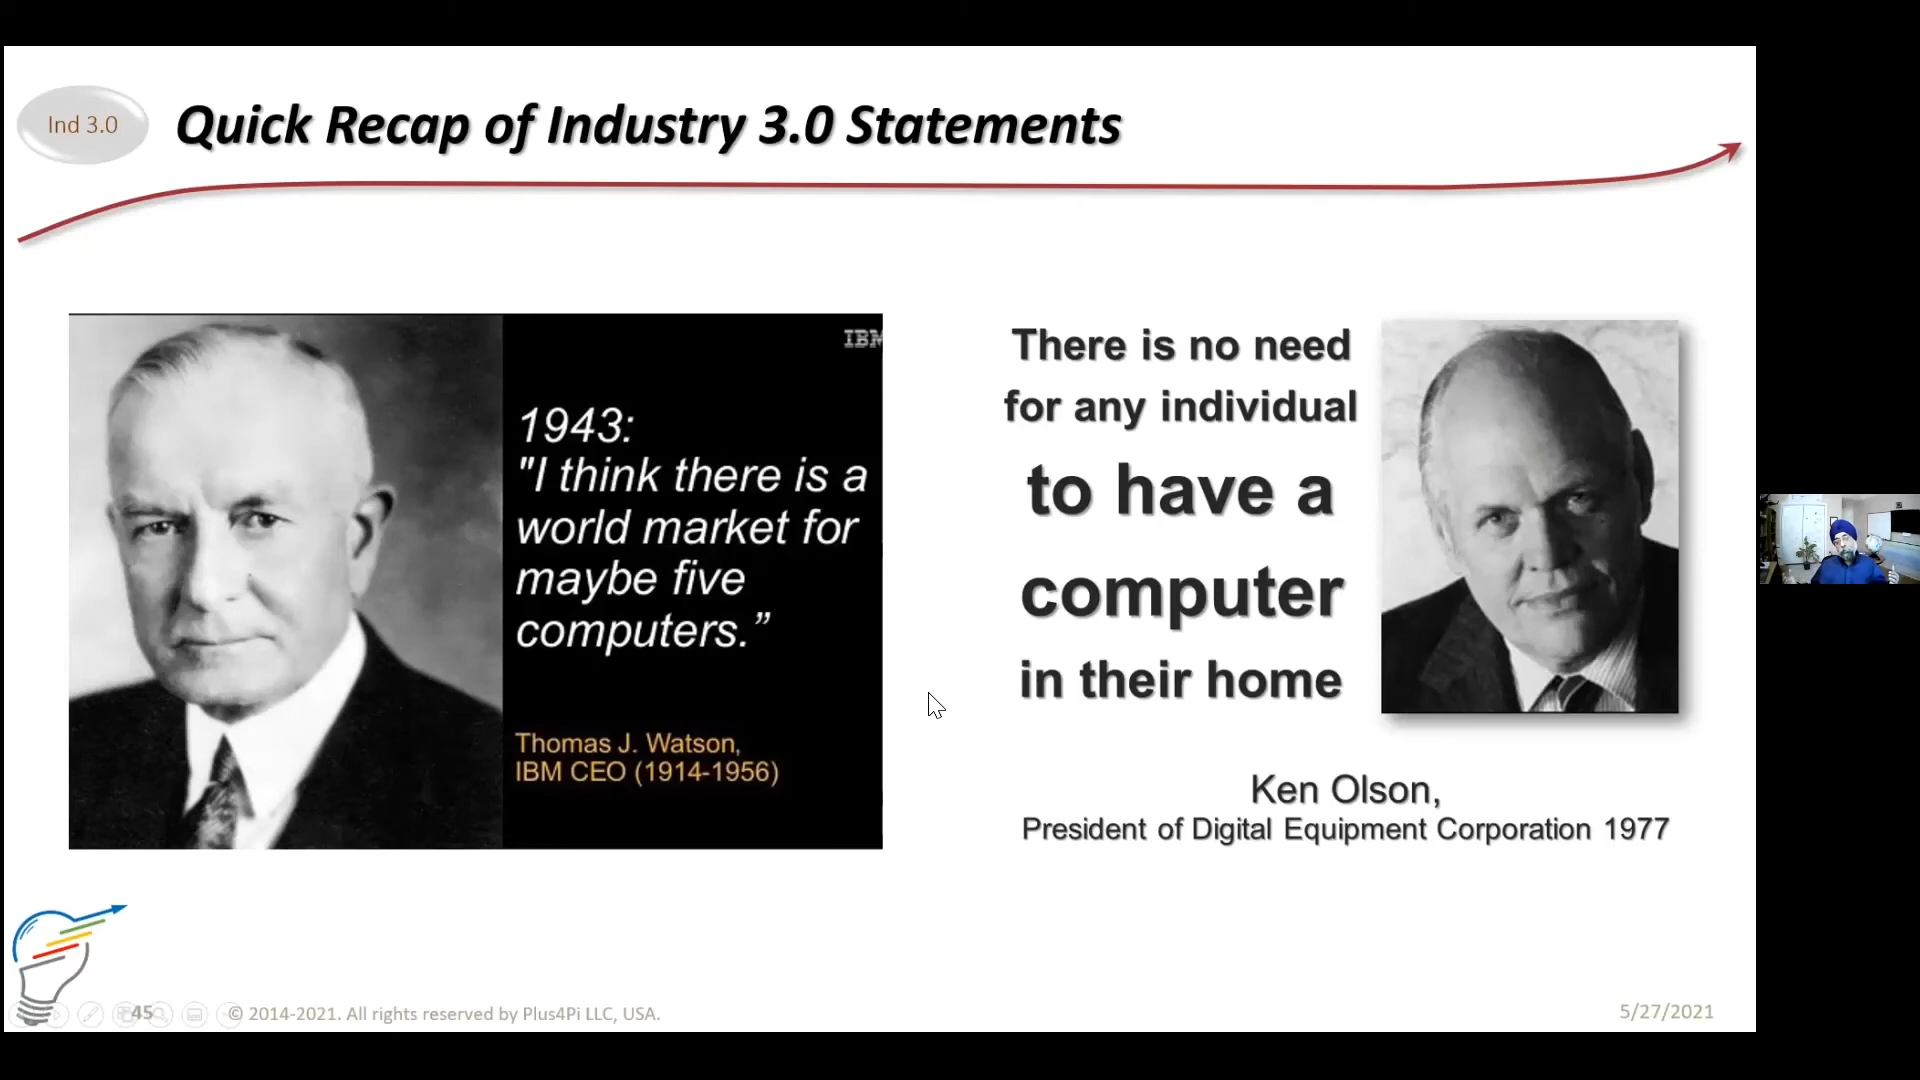 Ind 3.0
Quick Recap of Industry 3.0 Statements
IBM
1943:
"I think there is a
world market for
maybe five
computers.”
Thomas J. Watson,
IBM CEO (1914-1956)
There is no need
for any individual
to have a
computer
in their home
Ken Olson,
President of Digital Equipment Corporation 1977
45
© 2014-2021. All rights reserved by Plus4Pi LLC, USA.
5/27/2021